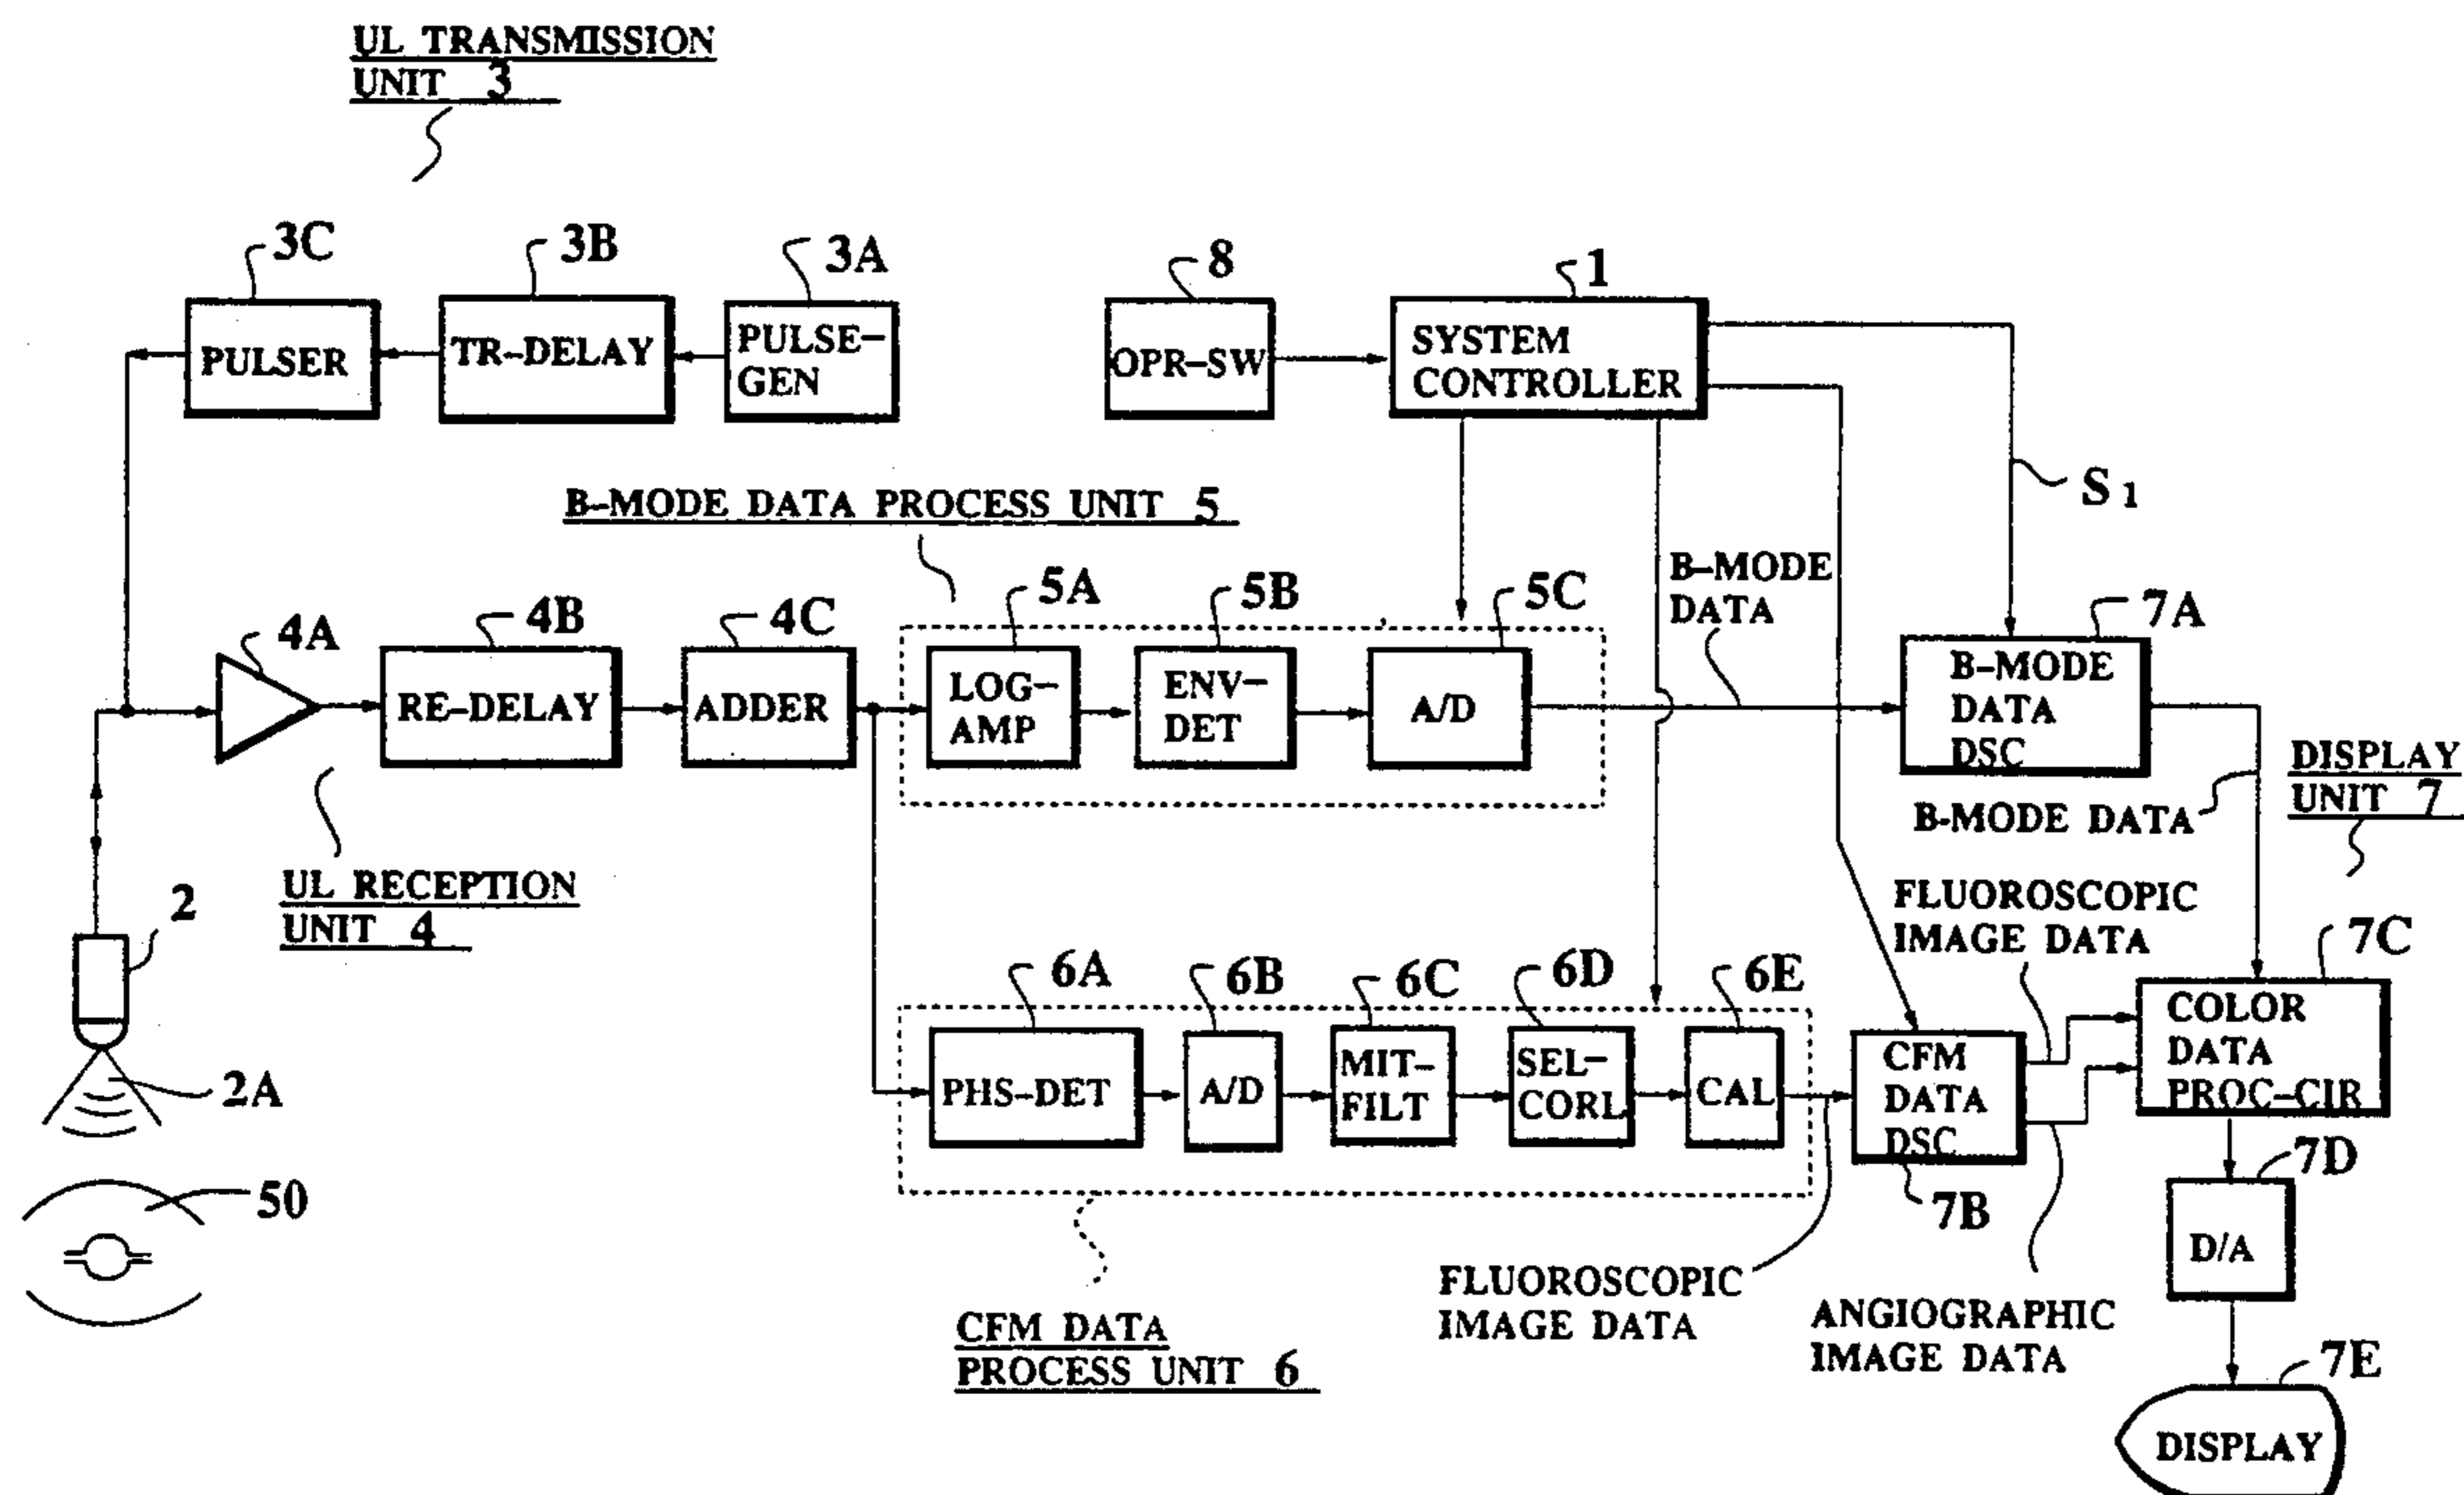 UL TRANSMISSION
UNIT 3
3C
3B
3A
8
1
PULSER
TR-DELAY
PULSE-
GEN
OPR-SW
SYSTEM
CONTROLLER
S1
B-MODE DATA PROCESS UNIT 5
B-MODE
DATA
4A
4B
4C
5A
5B
5C
7A
RE-DELAY
ADDER
LOG-
AMP
ENV-
DET
A/D
B-MODE
DATA
DSC
DISPLAY
UNIT 7
B-MODE DATA
UL RECEPTION
UNIT 4
2
FLUOROSCOPIC
IMAGE DATA
7C
2A
6A
6B
6C
6D
6E
PHS-DET
A/D
MIT-
FILT
SEL-
CORL
CAL
CFM
DATA
DSC
COLOR
DATA
PROC-CIR
7B
7D
50
D/A
FLUOROSCOPIC
IMAGE DATA
ANGIOGRAPHIC
IMAGE DATA
CFM DATA
PROCESS UNIT 6
7E
DISPLAY